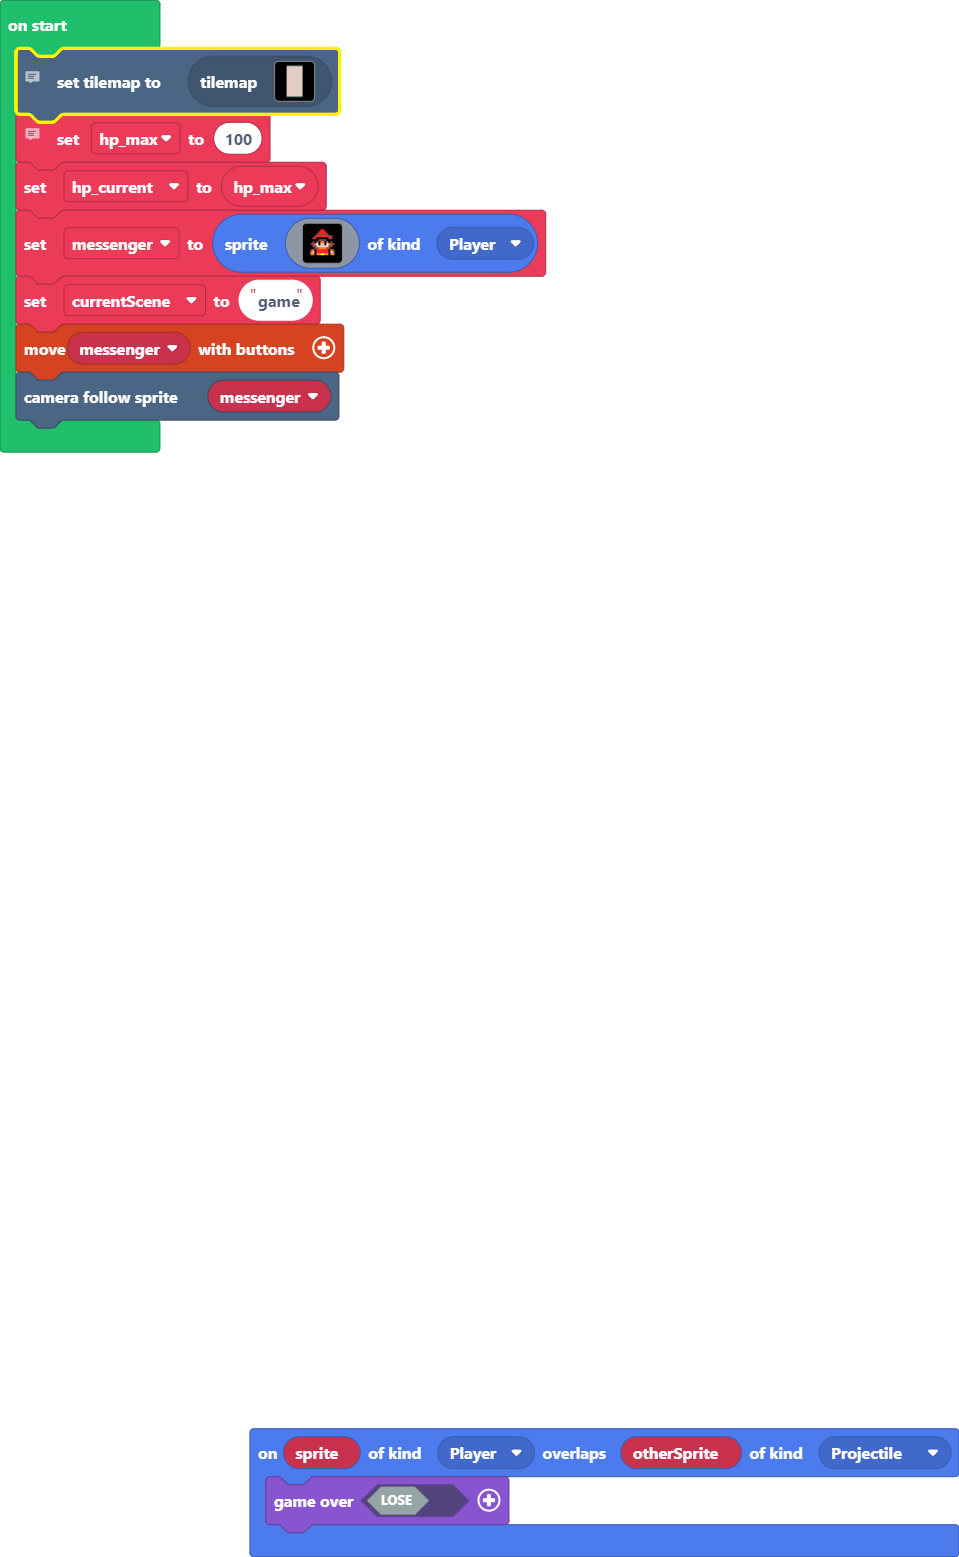 on start
set tilemap to tilemap
set hp_max to 100
set hp_current to hp_max
set messenger to sprite of kind Player
set currentScene to "game"
move messenger with buttons
camera follow sprite messenger
on sprite of kind Player overlaps otherSprite of kind Projectile
game over LOSE